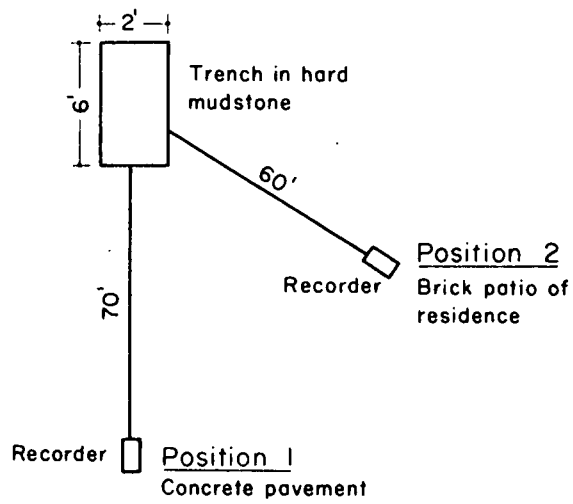 2'
6'
Trench in hard
mudstone
60'
70'
Recorder
Position 2
Brick patio of
residence
Recorder
Position 1
Concrete pavement